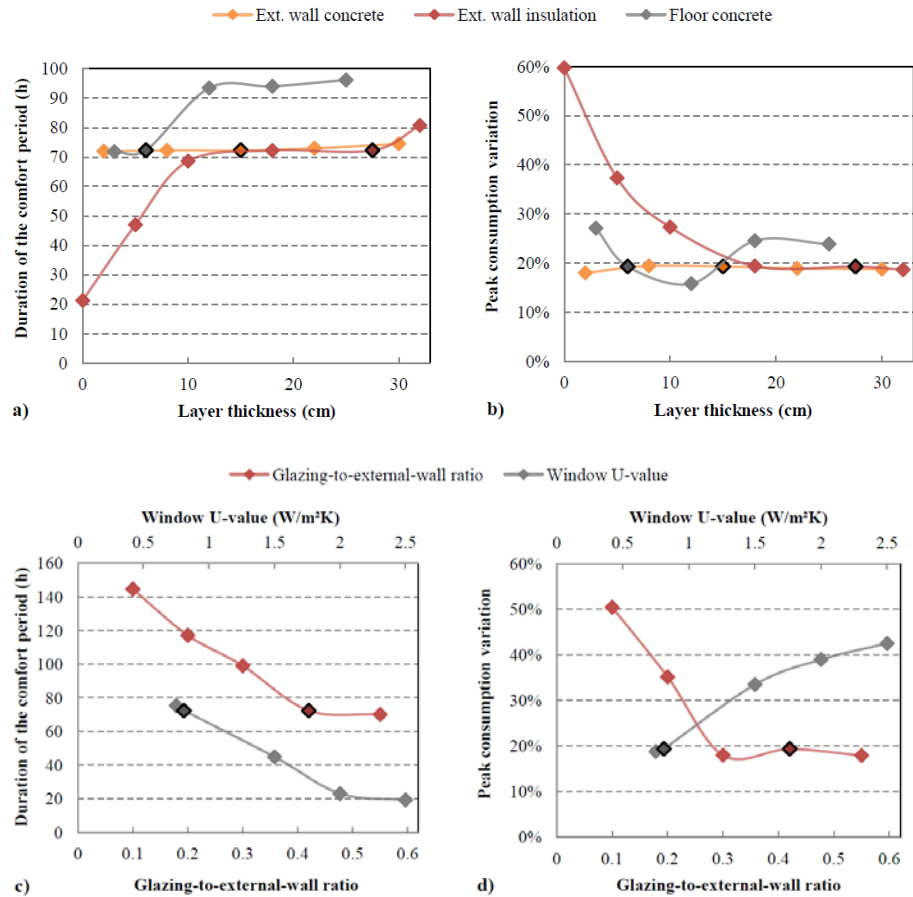 Ext. wall concrete Ext. wall insulation Floor concrete
100
90
80
70
60
50
40
30
20
10
0
Duration of the comfort period (h)
0 10 20 30
Layer thickness (cm)
a)
60%
50%
40%
30%
20%
10%
0%
Peak consumption variation
0 10 20 30
Layer thickness (cm)
b)
Glazing-to-external-wall ratio Window U-value
Window U-value (W/m²K)
0 0.5 1 1.5 2 2.5
160
140
120
100
80
60
40
20
0
Duration of the comfort period (h)
0 0.1 0.2 0.3 0.4 0.5 0.6
Glazing-to-external-wall ratio
c)
Window U-value (W/m²K)
0 0.5 1 1.5 2 2.5
60%
50%
40%
30%
20%
10%
0%
Peak consumption variation
0 0.1 0.2 0.3 0.4 0.5 0.6
Glazing-to-external-wall ratio
d)